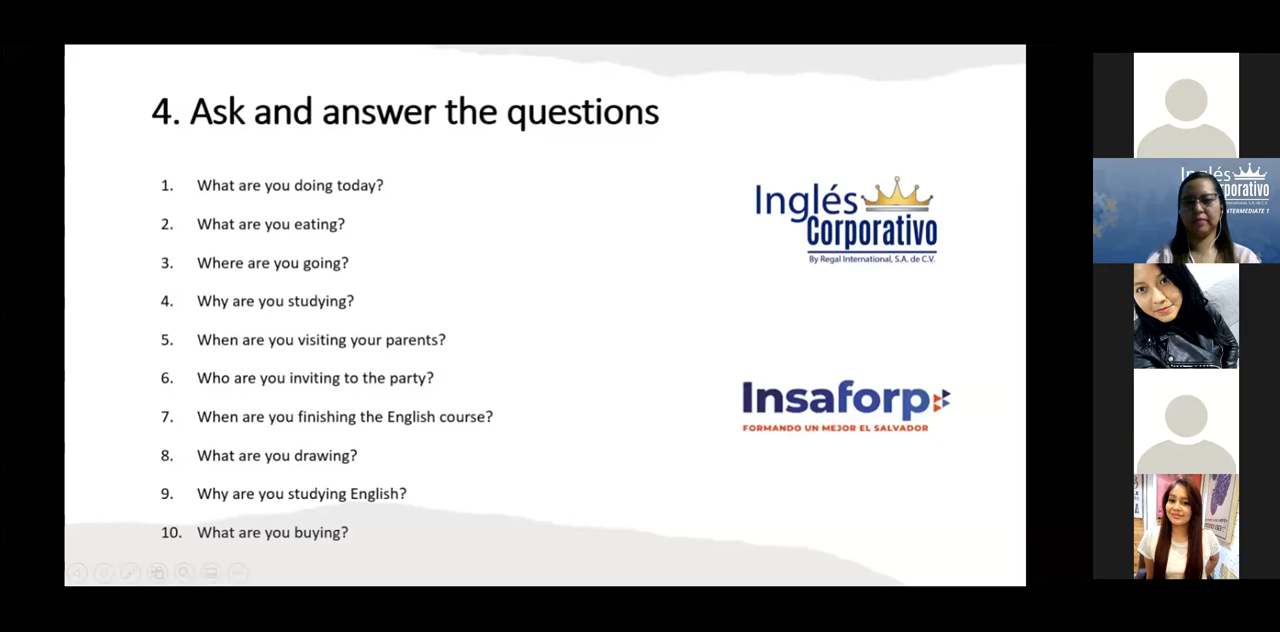 4. Ask and answer the questions
1. What are you doing today?
2. What are you eating?
3. Where are you going?
4. Why are you studying?
5. When are you visiting your parents?
6. Who are you inviting to the party?
7. When are you finishing the English course?
8. What are you drawing?
9. Why are you studying English?
10. What are you buying?
Inglés
Corporativo
By Regal International, S.A. de C.V.
Insaforp
FORMANDO UN MEJOR EL SALVADOR
Inglés
Corporativo
INTERMEDIATE 1